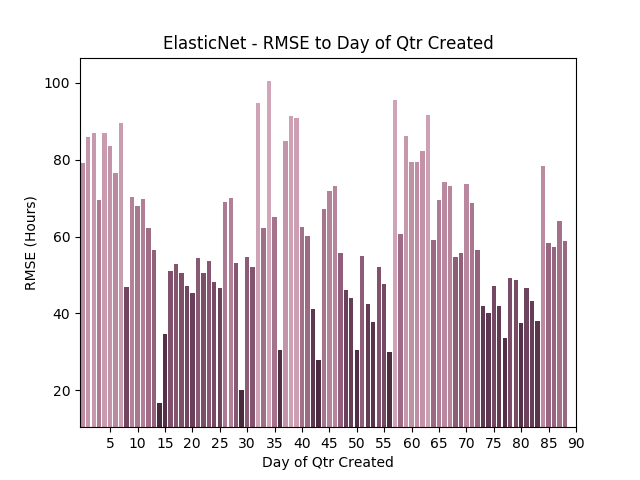 ElasticNet - RMSE to Day of Qtr Created
100
80
60
40
20
RMSE (Hours)
5 10 15 20 25 30 35 40 45 50 55 60 65 70 75 80 85 90
Day of Qtr Created